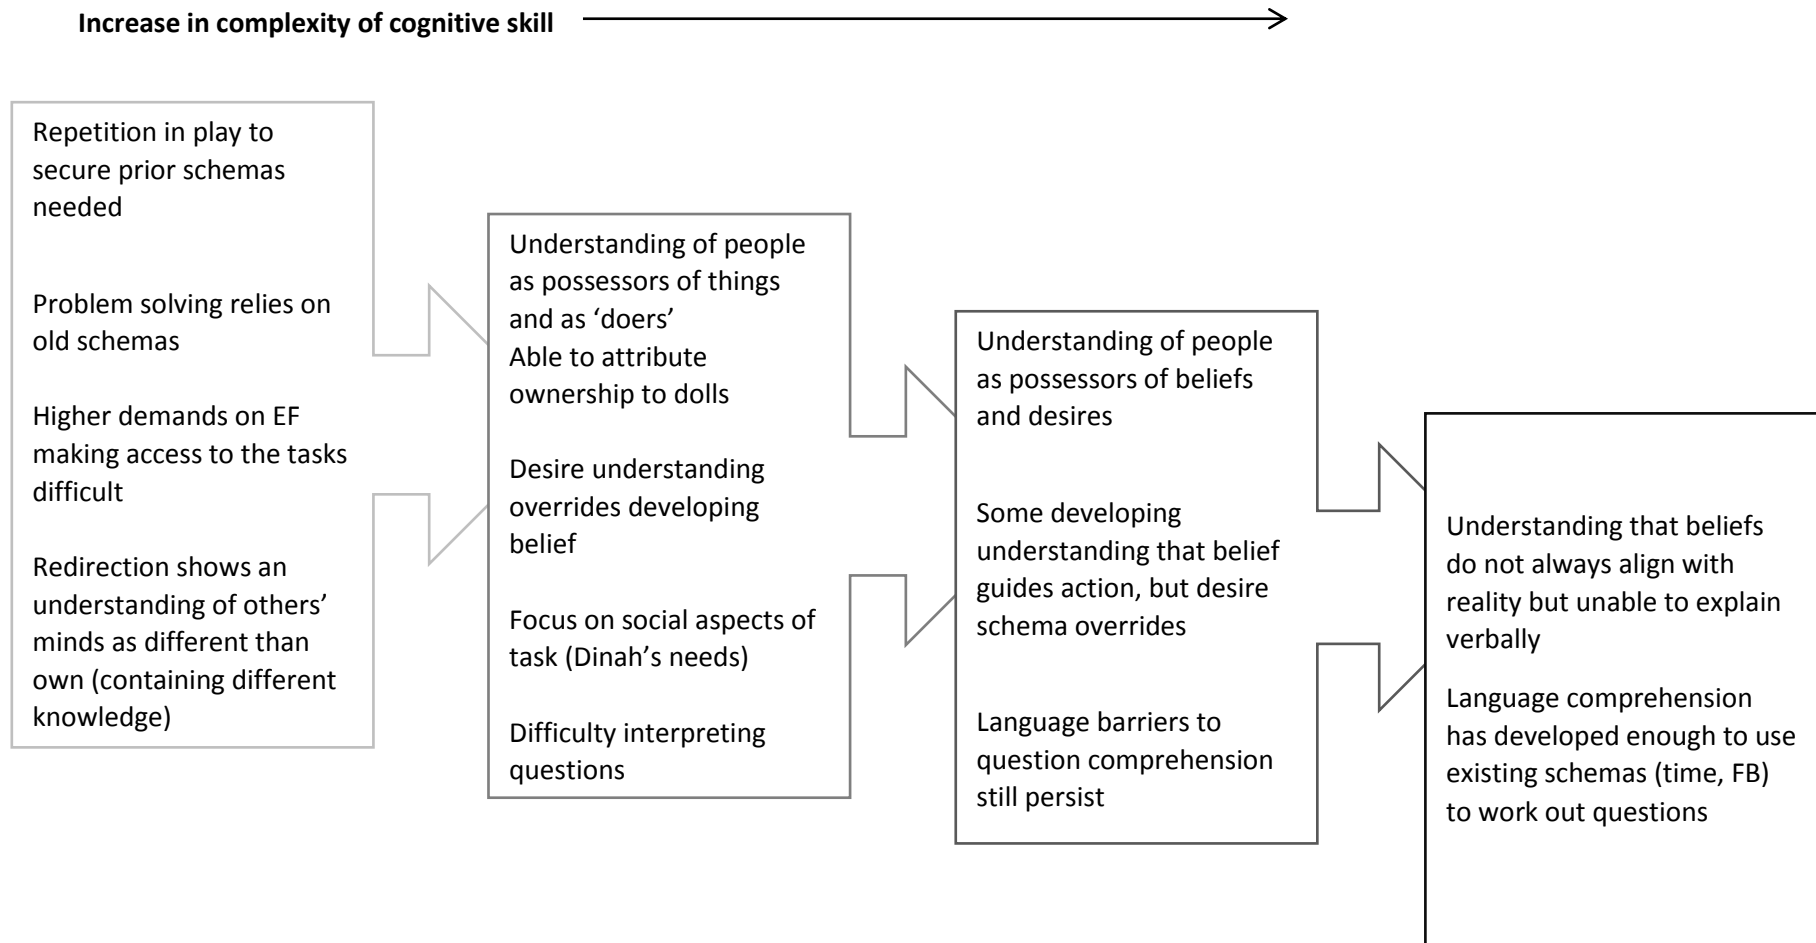 Increase in complexity of cognitive skill
Repetition in play to
secure prior schemas
needed
Problem solving relies on
old schemas
Higher demands on EF
making access to the tasks
difficult
Redirection shows an
understanding of others’
minds as different than
own (containing different
knowledge)
Understanding of people
as possessors of things
and as ‘doers’
Able to attribute
ownership to dolls
Desire understanding
overrides developing
belief
Focus on social aspects of
task (Dinah’s needs)
Difficulty interpreting
questions
Understanding of people
as possessors of beliefs
and desires
Some developing
understanding that belief
guides action, but desire
schema overrides
Language barriers to
question comprehension
still persist
Understanding that beliefs
do not always align with
reality but unable to explain
verbally
Language comprehension
has developed enough to use
existing schemas (time, FB)
to work out questions